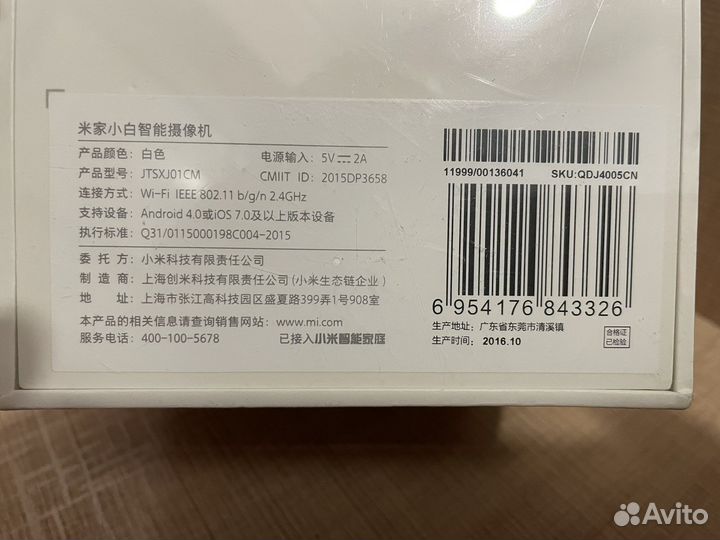 米家小白智能摄像机
产品颜色：白色 电源输入：5V⎓2A
产品型号：JTSXJ01CM CMIIT ID：2015DP3658
连接方式：Wi-Fi IEEE 802.11 b/g/n 2.4GHz
支持设备：Android 4.0或iOS 7.0及以上版本设备
执行标准：Q31/0115000198C004-2015
委托方：小米科技有限责任公司
制造商：上海创米科技有限责任公司（小米生态链企业）
地址：上海市张江高科技园区盛夏路399弄1号908室
本产品的相关信息请查询销售网站：www.mi.com
服务电话：400-100-5678 已接入小米智能家庭
11999/00136041 SKU:QDJ4005CN
6 954176 843326
生产地址：广东省东莞市清溪镇
生产时间：2016.10
合格证
已检验
Avito